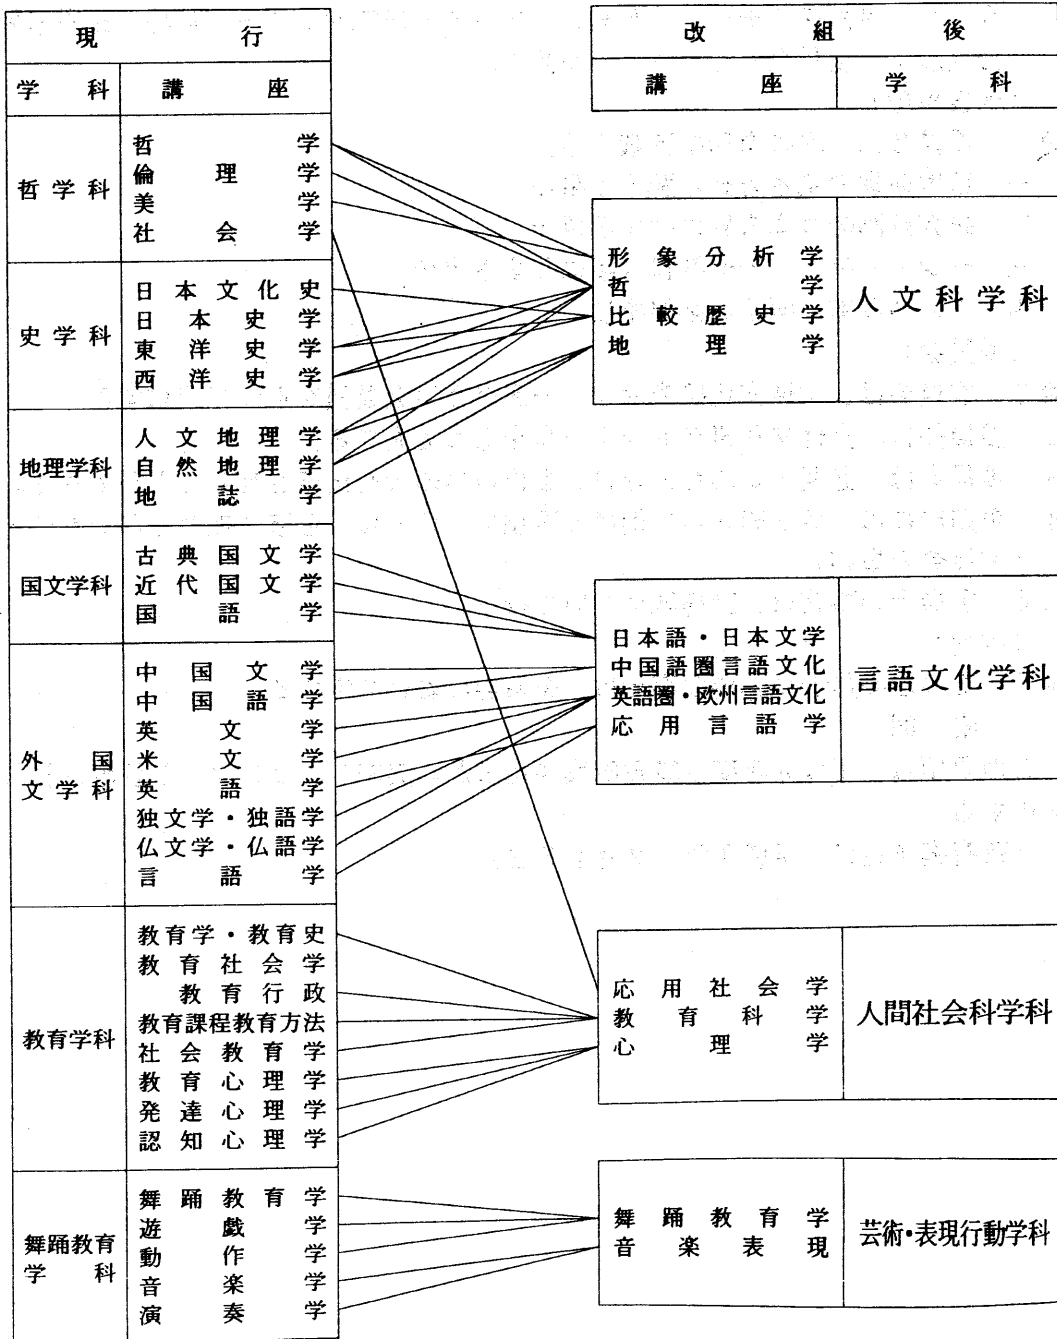 現行
学科 講座
哲学科
哲学
倫理学
美学
社会学
史学科
日本文化史
日本史学
東洋史学
西洋史学
地理学科
人文地理学
自然地理学
地誌学
国文学科
古典国文学
近代国文学
国語学
外国
文学科
中国文学
中国語学
英文学
米文学
英語学
独文学・独語学
仏文学・仏語学
言語学
教育学科
教育学・教育史
教育社会学
教育行政
教育課程教育方法
社会教育学
教育心理学
発達心理学
認知心理学
舞踊教育
学科
舞踊教育学
遊戯学
動作学
音楽学
演奏学
改組後
講座 学科
形象分析学
哲学
比較歴史学
地理学
人文科学科
日本語・日本文学
中国語圏言語文化
英語圏・欧州言語文化
応用言語学
言語文化学科
応用社会学
教育科学
心理学
人間社会科学科
舞踊教育学
音楽表現
芸術・表現行動学科